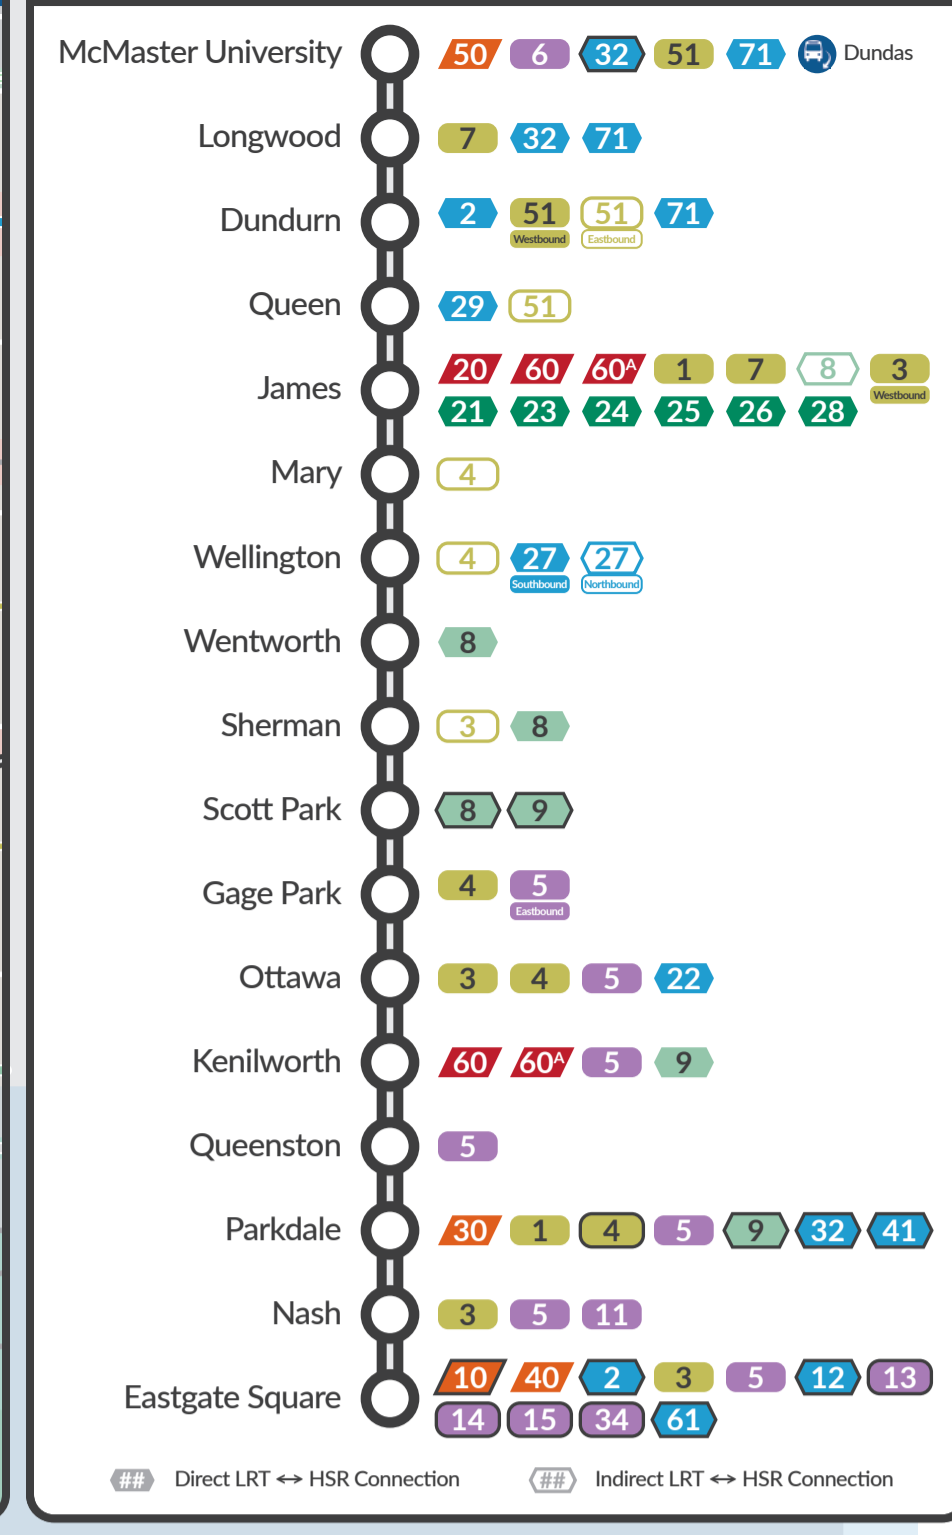 McMaster University 50 6 32 51 71 Dundas
Longwood 7 32 71
Dundurn 2 51 51 71
Westbound Eastbound
Queen 29 51
James 20 60 60A 1 7 8 3
Westbound
21 23 24 25 26 28
Mary 4
Wellington 4 27 27
Southbound Northbound
Wentworth 8
Sherman 3 8
Scott Park 8 9
Gage Park 4 5
Eastbound
Ottawa 3 4 5 22
Kenilworth 60 60A 5 9
Queenston 5
Parkdale 30 1 4 5 9 32 41
Nash 3 5 11
Eastgate Square 10 40 2 3 5 12 13
14 15 34 61
## Direct LRT ↔ HSR Connection ## Indirect LRT ↔ HSR Connection